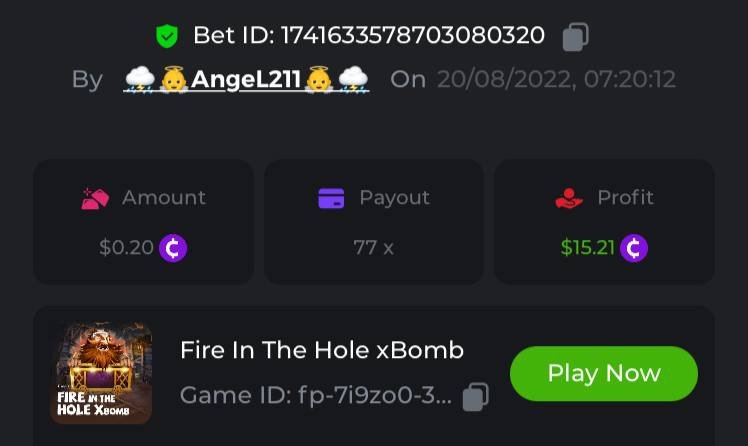 Bet ID: 1741633578703080320
By 🌧️👼AngeL211👼🌧️ On 20/08/2022, 07:20:12
Amount Payout Profit
$0.20 77 x $15.21
Fire In The Hole xBomb
Game ID: fp-7i9zo0-3...
Play Now
FIRE IN THE
HOLE XBOMB